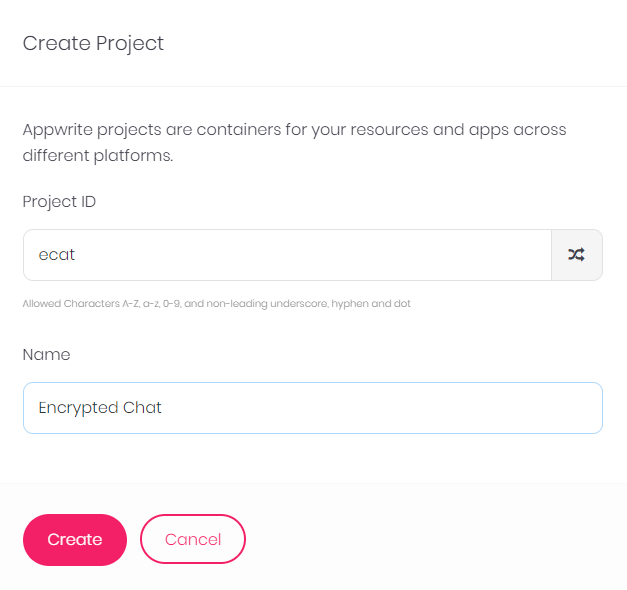 Create Project
Appwrite projects are containers for your resources and apps across
different platforms.
Project ID
ecat
Allowed Characters A-Z, a-z, 0-9, and non-leading underscore, hyphen and dot
Name
Encrypted Chat
Create
Cancel